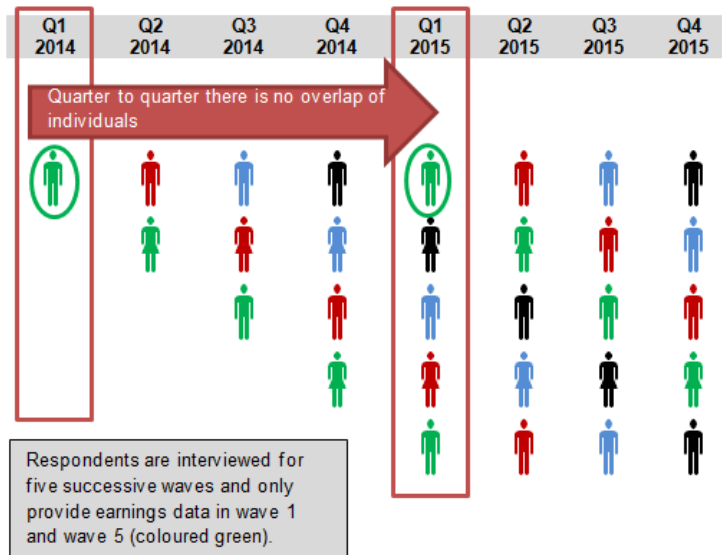 Q1 Q2 Q3 Q4 Q1 Q2 Q3 Q4
2014 2014 2014 2014 2015 2015 2015 2015
Quarter to quarter there is no overlap of
individuals
Respondents are interviewed for
five successive waves and only
provide earnings data in wave 1
and wave 5 (coloured green).